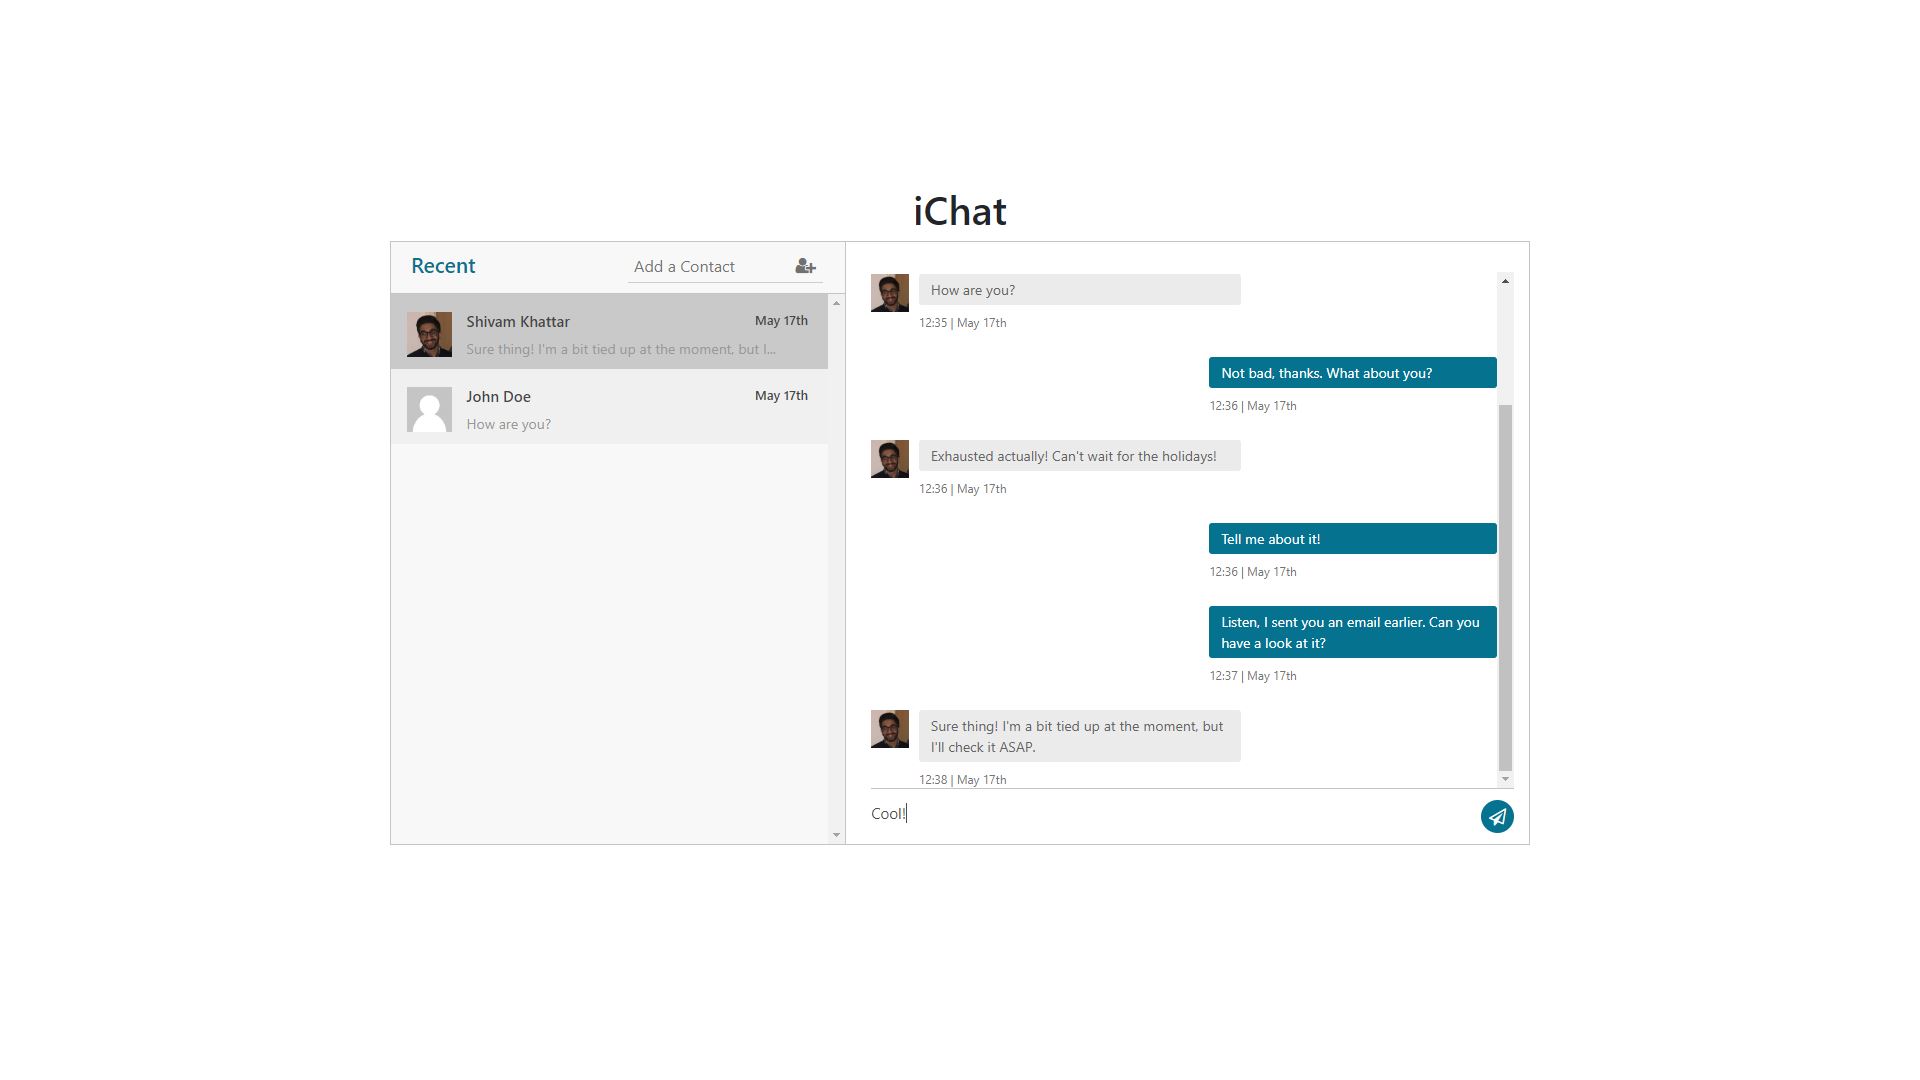 iChat
Recent
Add a Contact
Shivam Khattar
May 17th
Sure thing! I'm a bit tied up at the moment, but I...
John Doe
May 17th
How are you?
How are you?
12:35 | May 17th
Not bad, thanks. What about you?
12:36 | May 17th
Exhausted actually! Can't wait for the holidays!
12:36 | May 17th
Tell me about it!
12:36 | May 17th
Listen, I sent you an email earlier. Can you
have a look at it?
12:37 | May 17th
Sure thing! I'm a bit tied up at the moment, but
I'll check it ASAP.
12:38 | May 17th
Cool!